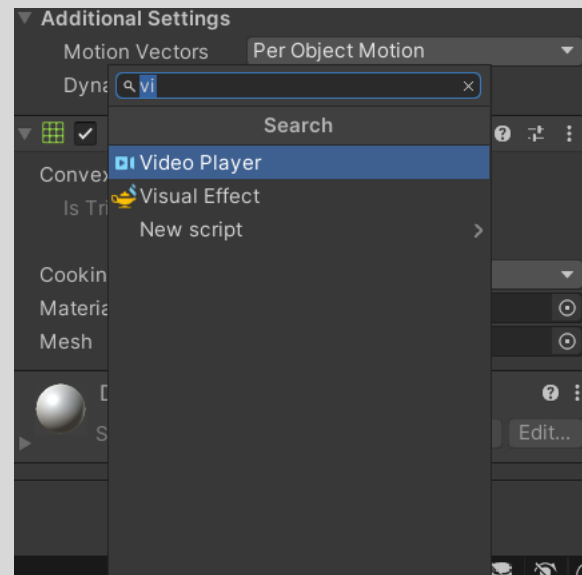 Additional Settings
Motion Vectors Per Object Motion
Dyna
vi
Search
Video Player
Visual Effect
New script
Convex
Is Tri
Cookin
Materia
Mesh
D
S
Edit...